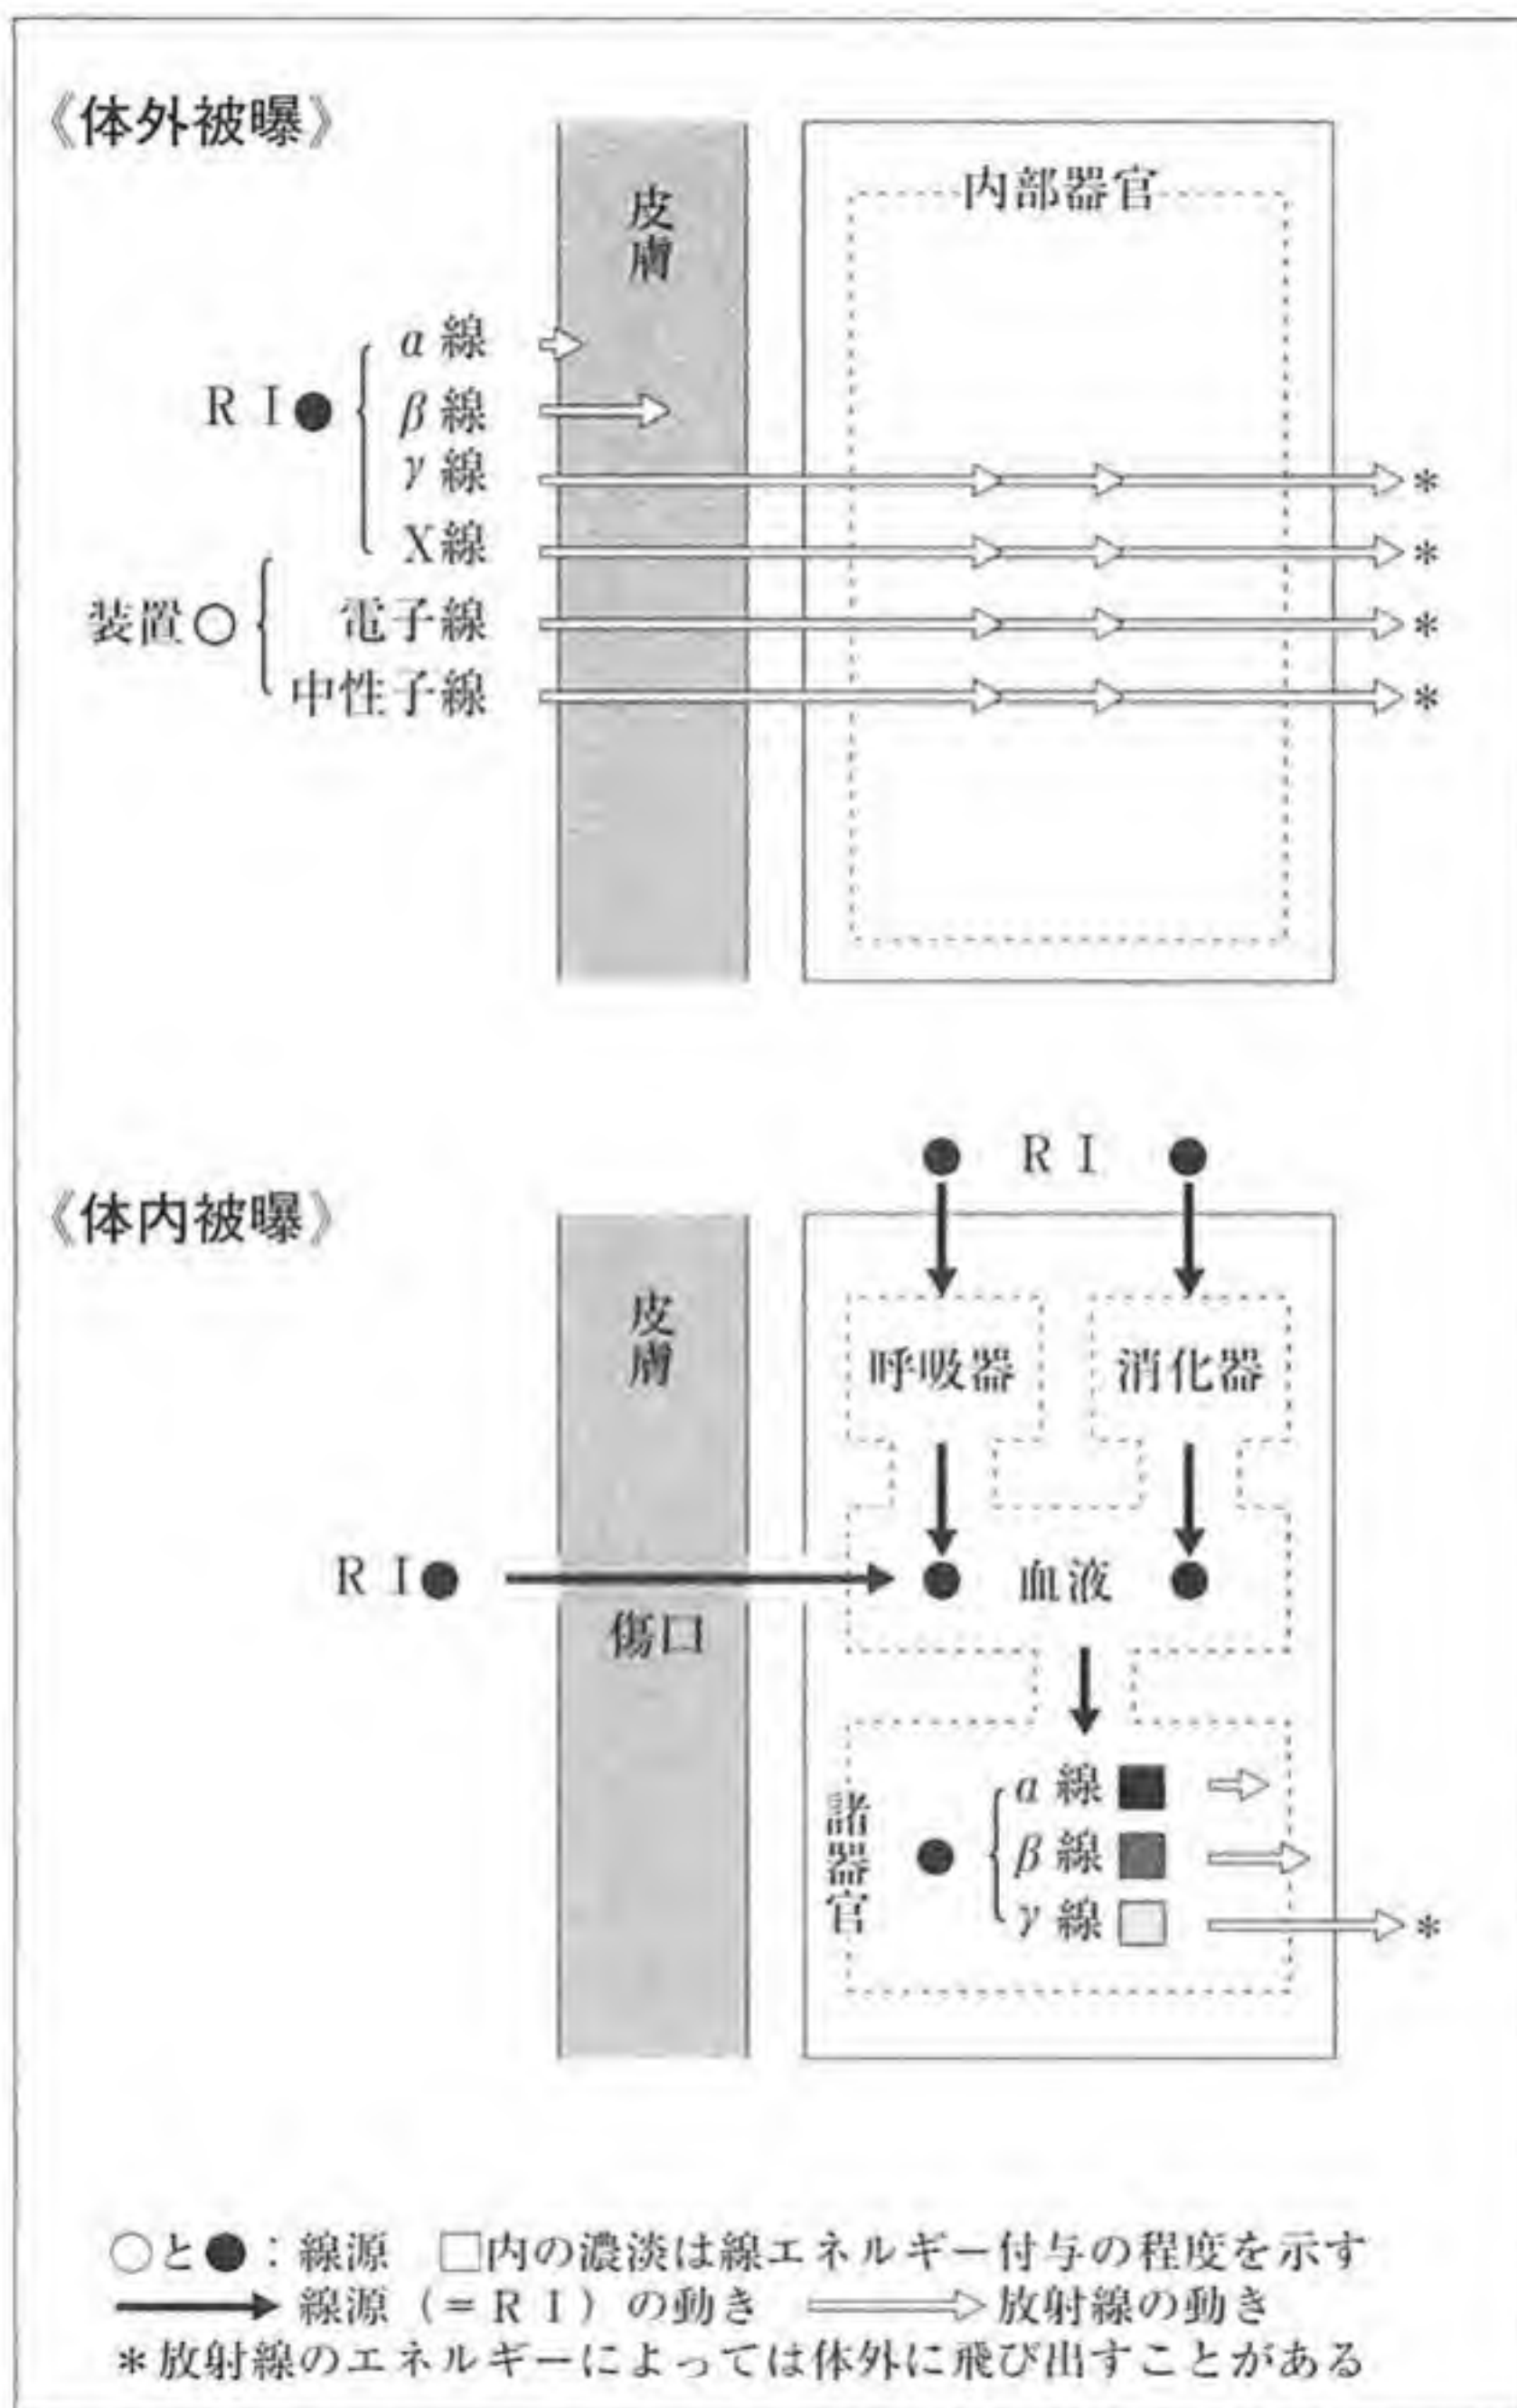 《体外被曝》
皮膚
内部器官
α線
RI●
β線
γ線
*
X線
*
装置○
電子線
*
中性子線
*
● RI ●
《体内被曝》
皮膚
呼吸器
消化器
RI●
血液
傷口
諸器官
α線
β線
γ線
*
○と●：線源　□内の濃淡は線エネルギー付与の程度を示す
線源（=RI）の動き　放射線の動き
*放射線のエネルギーによっては体外に飛び出すことがある